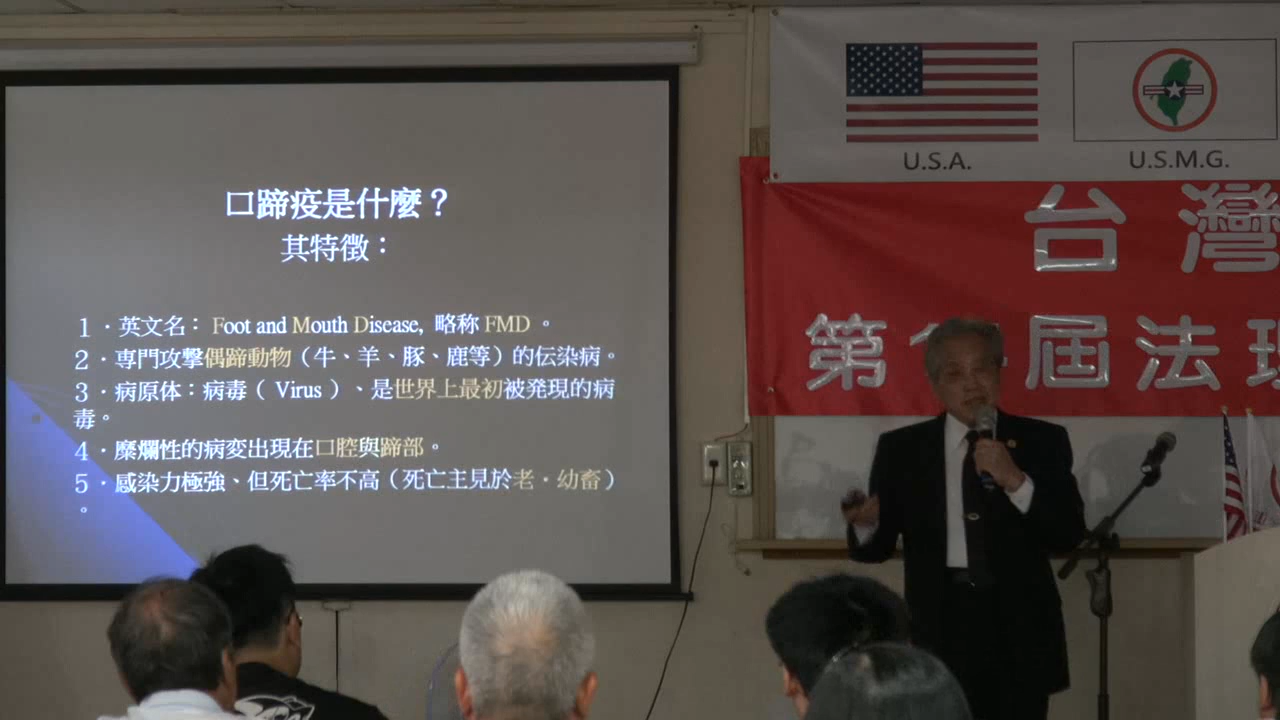 口蹄疫是什麼？
其特徴：
１．英文名： Foot and Mouth Disease, 略称 FMD 。
２．専門攻撃偶蹄動物（牛、羊、豚、鹿等）的伝染病。
３．病原体：病毒（ Virus ）、是世界上最初被発現的病
毒。
４．糜爛性的病変出現在口腔與蹄部。
５．感染力極強、但死亡率不高（死亡主見於老．幼畜）
。
U.S.A.
U.S.M.G.
台灣
第 屆法理